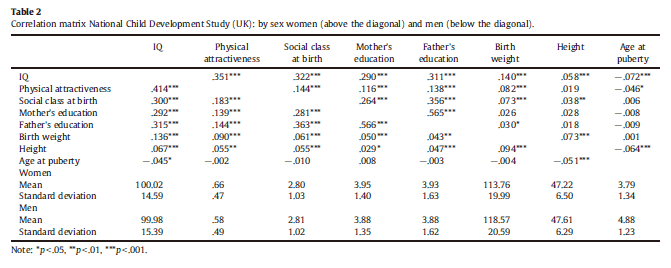 Table 2
Correlation matrix National Child Development Study (UK): by sex women (above the diagonal) and men (below the diagonal).
IQ Physical attractiveness Social class at birth Mother's education Father's education Birth weight Height Age at puberty
IQ .351*** .322*** .290*** .311*** .140*** .058*** −.072***
Physical attractiveness .414*** .144*** .116*** .138*** .082*** .019 −.046*
Social class at birth .300*** .183*** .264*** .356*** .073*** .038** .006
Mother's education .292*** .139*** .281*** .565*** .026 .028 −.008
Father's education .315*** .144*** .363*** .566*** .030* .018 −.009
Birth weight .136*** .090*** .061*** .050*** .043** .073*** .001
Height .067*** .055** .055*** .029* .047*** .094*** −.064***
Age at puberty −.045* −.002 −.010 .008 −.003 −.004 −.051***
Women
Mean 100.02 .66 2.80 3.95 3.93 113.76 47.22 3.79
Standard deviation 14.59 .47 1.03 1.40 1.63 19.99 6.50 1.34
Men
Mean 99.98 .58 2.81 3.88 3.88 118.57 47.61 4.88
Standard deviation 15.39 .49 1.02 1.35 1.62 20.59 6.29 1.23
Note: *p<.05, **p<.01, ***p<.001.